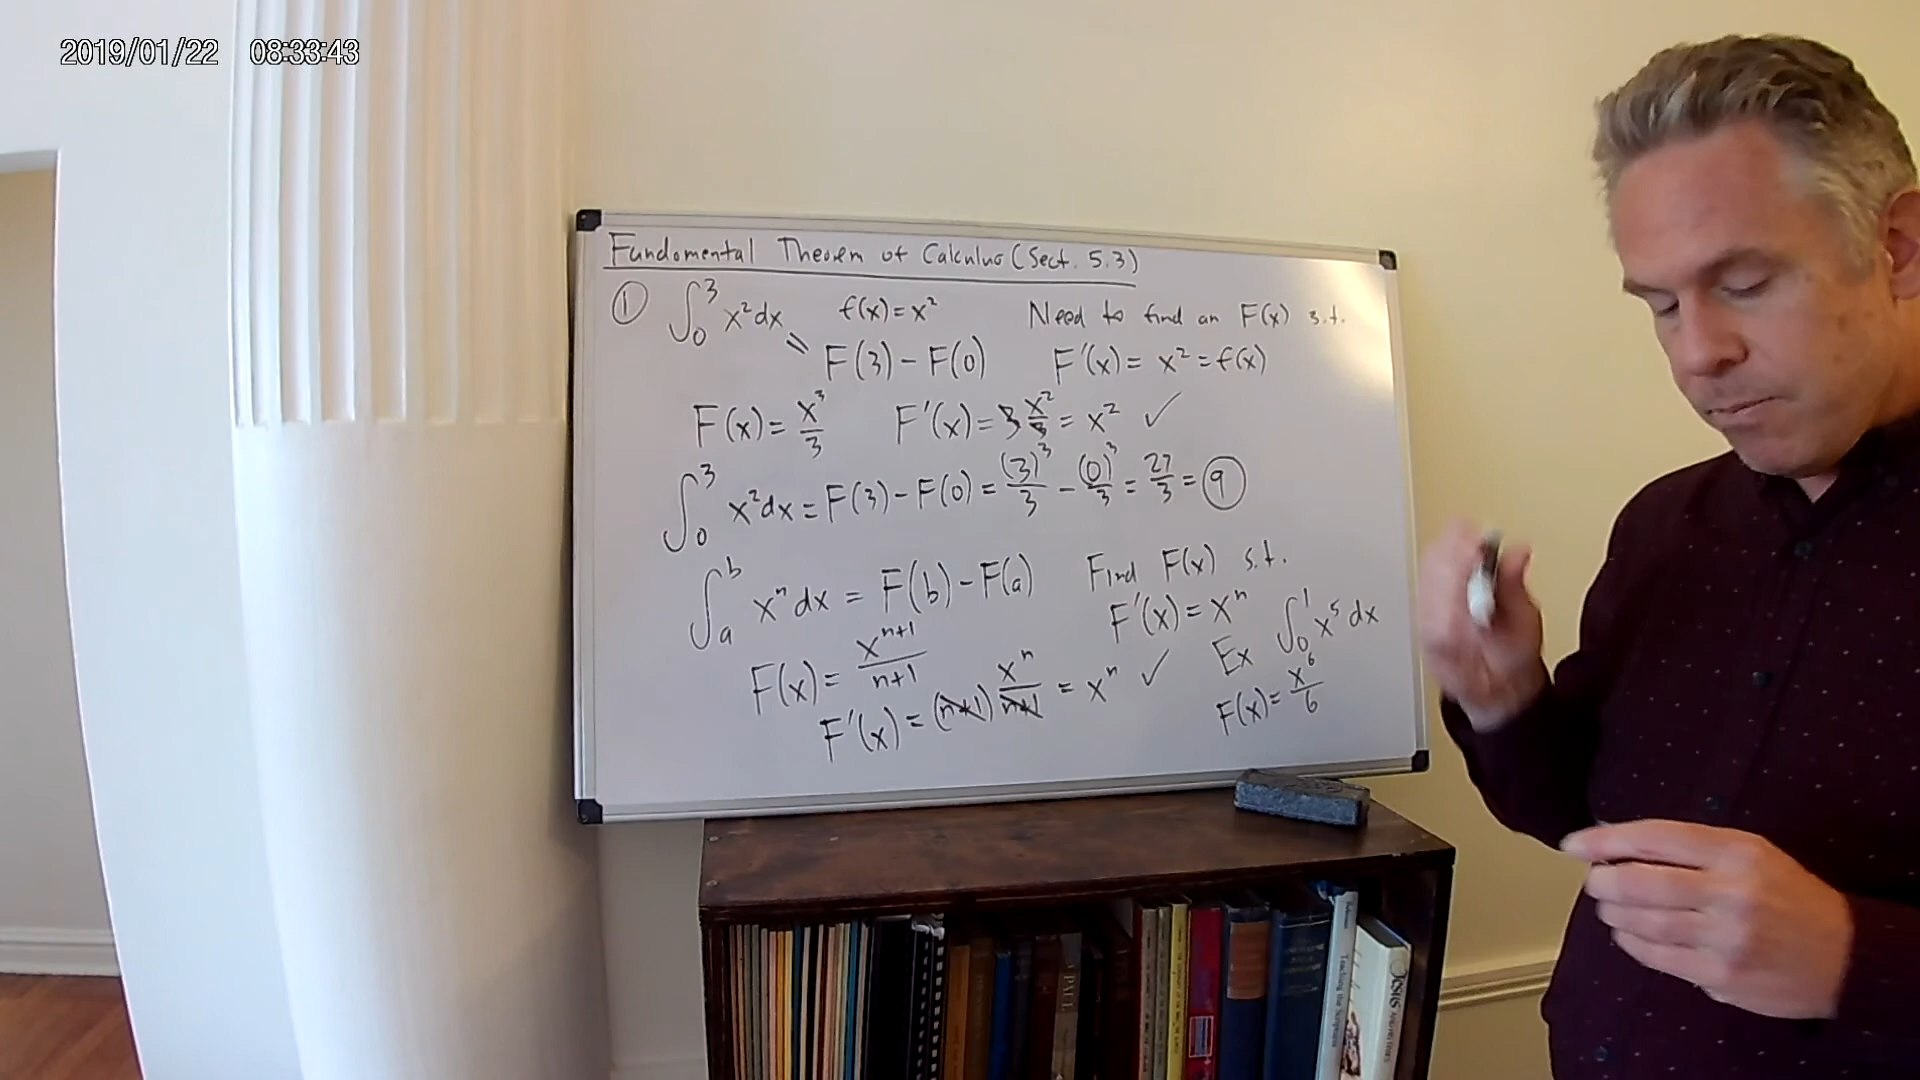 2019/01/22 08:33:43
Fundamental Theorem of Calculus (Sect. 5.3)
① ∫₀³ x²dx f(x)=x² Need to find an F(x) s.t.
= F(3) - F(0) F'(x) = x² = f(x)
F(x) = x³/3 F'(x) = 3 x²/3 = x² ✓
∫₀³ x²dx = F(3) - F(0) = (3)³/3 - (0)³/3 = 27/3 = 9
∫ₐᵇ xⁿ dx = F(b) - F(a) Find F(x) s.t.
F'(x) = xⁿ
F(x) = xⁿ⁺¹/n+1
F'(x) = (n+1) xⁿ/n+1 = xⁿ ✓
Ex ∫₀¹ x⁵ dx
F(x) = x⁶/6
JESUS